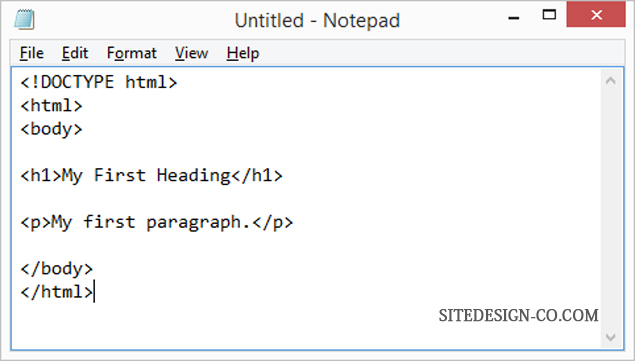 Untitled - Notepad
File Edit Format View Help
<!DOCTYPE html>
<html>
<body>
<h1>My First Heading</h1>
<p>My first paragraph.</p>
</body>
</html>
SITEDESIGN-CO.COM